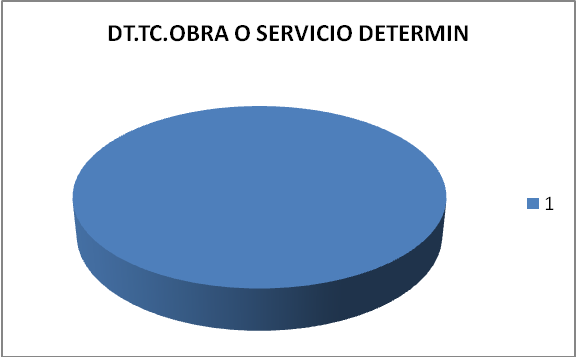 DT.TC.OBRA O SERVICIO DETERMIN
1